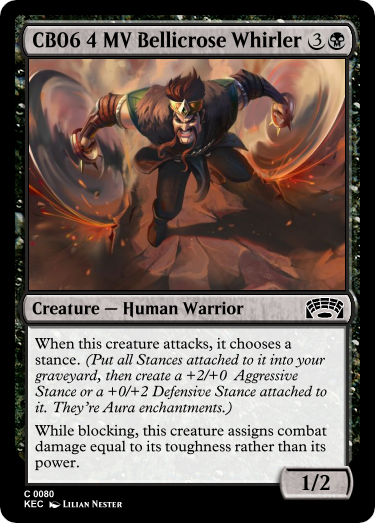 CB06 4 MV Bellicrose Whirler 3
Creature — Human Warrior
When this creature attacks, it chooses a
stance. (Put all Stances attached to it into your
graveyard, then create a +2/+0 Aggressive
Stance or a +0/+2 Defensive Stance attached to
it. They're Aura enchantments.)
While blocking, this creature assigns combat
damage equal to its toughness rather than its
power.
1/2
C 0080
KEC Lilian Nester